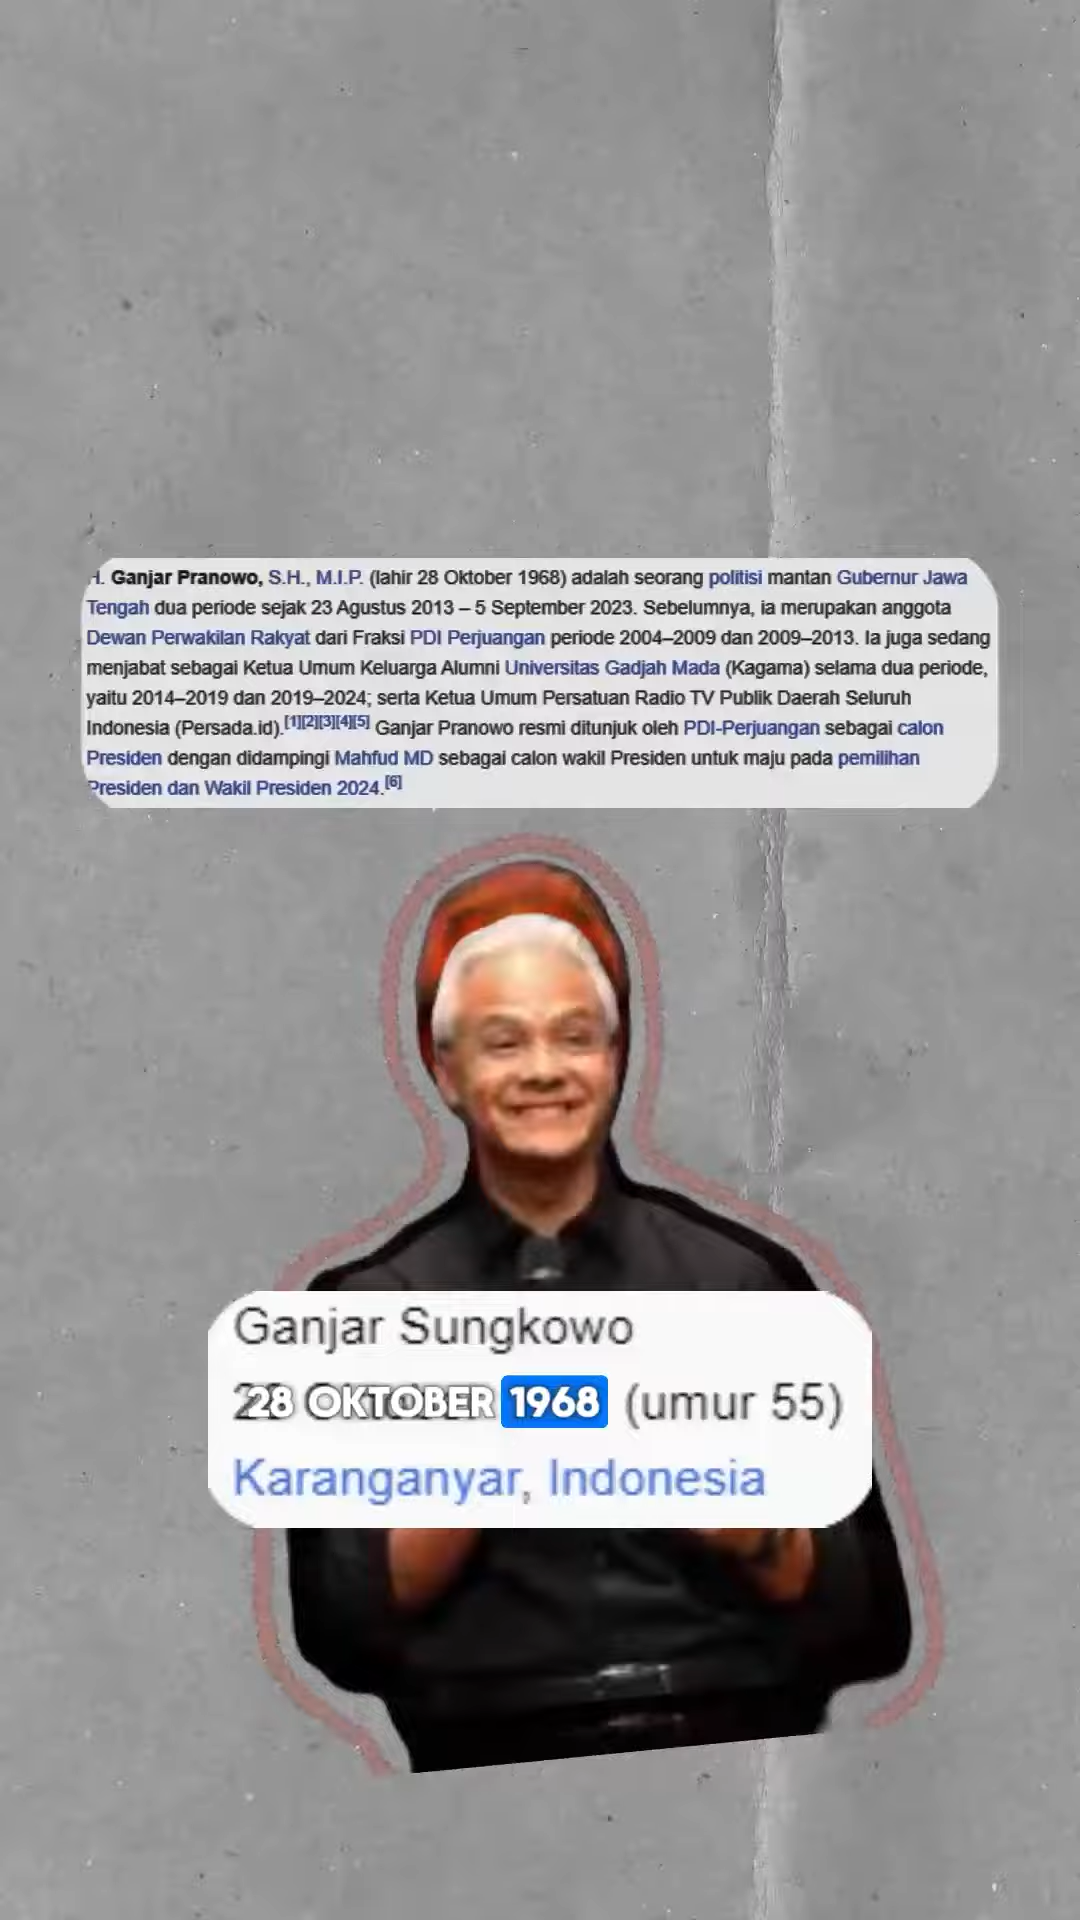 H. Ganjar Pranowo, S.H., M.I.P. (lahir 28 Oktober 1968) adalah seorang politisi mantan Gubernur Jawa
Tengah dua periode sejak 23 Agustus 2013 – 5 September 2023. Sebelumnya, ia merupakan anggota
Dewan Perwakilan Rakyat dari Fraksi PDI Perjuangan periode 2004–2009 dan 2009–2013. Ia juga sedang
menjabat sebagai Ketua Umum Keluarga Alumni Universitas Gadjah Mada (Kagama) selama dua periode,
yaitu 2014–2019 dan 2019–2024; serta Ketua Umum Persatuan Radio TV Publik Daerah Seluruh
Indonesia (Persada.id).[1][2][3][4][5] Ganjar Pranowo resmi ditunjuk oleh PDI-Perjuangan sebagai calon
Presiden dengan didampingi Mahfud MD sebagai calon wakil Presiden untuk maju pada pemilihan
Presiden dan Wakil Presiden 2024.[6]
Ganjar Sungkowo
28 OKTOBER 1968 (umur 55)
Karanganyar, Indonesia